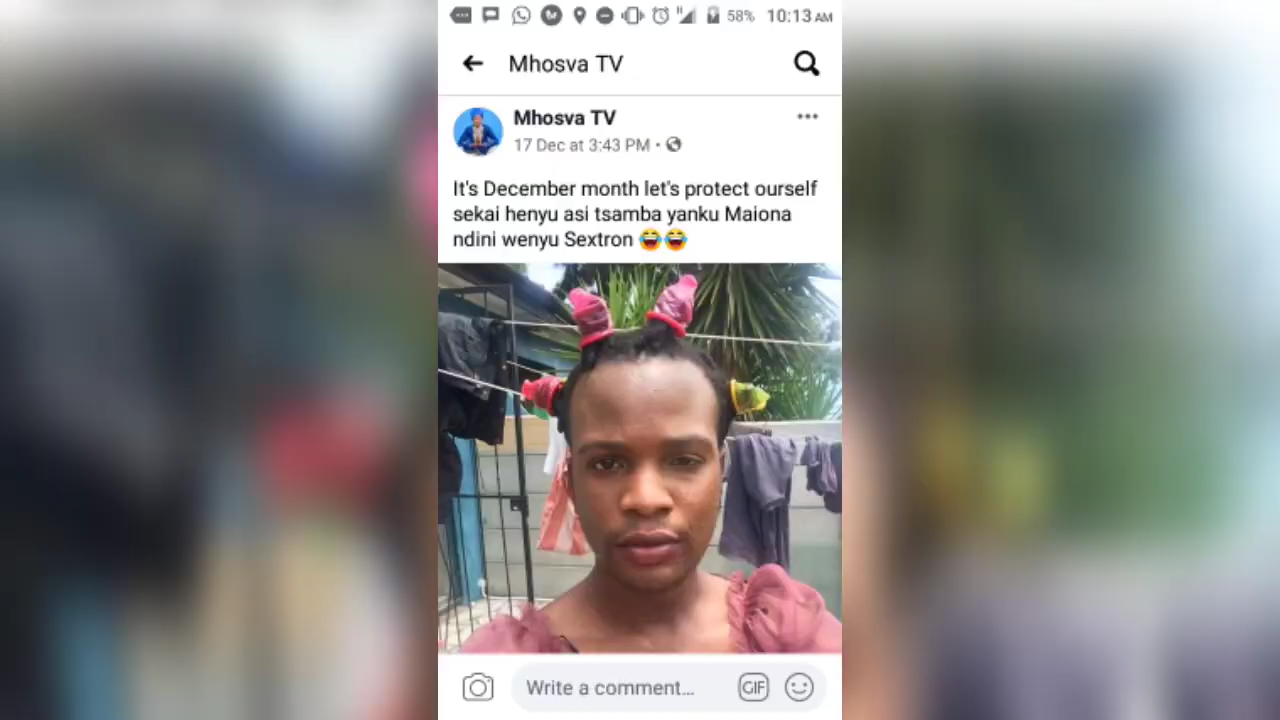 58% 10:13 AM
Mhosva TV
Mhosva TV
17 Dec at 3:43 PM •
It's December month let's protect ourself
sekai henyu asi tsamba yanku Maiona
ndini wenyu Sextron 😂😂
Write a comment...
GIF